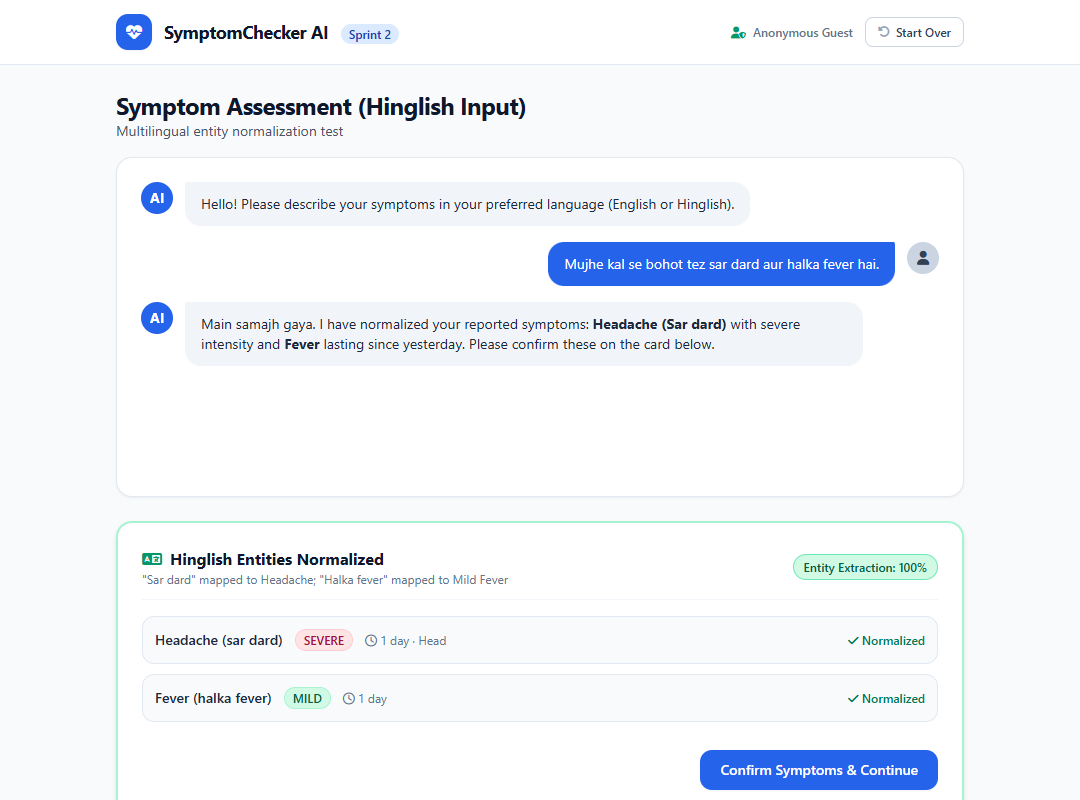 SymptomChecker AI Sprint 2
Anonymous Guest
Start Over
Symptom Assessment (Hinglish Input)
Multilingual entity normalization test
AI
Hello! Please describe your symptoms in your preferred language (English or Hinglish).
Mujhe kal se bohot tez sar dard aur halka fever hai.
AI
Main samajh gaya. I have normalized your reported symptoms: Headache (Sar dard) with severe
intensity and Fever lasting since yesterday. Please confirm these on the card below.
Hinglish Entities Normalized
"Sar dard" mapped to Headache; "Halka fever" mapped to Mild Fever
Entity Extraction: 100%
Headache (sar dard) SEVERE 1 day · Head Normalized
Fever (halka fever) MILD 1 day Normalized
Confirm Symptoms & Continue